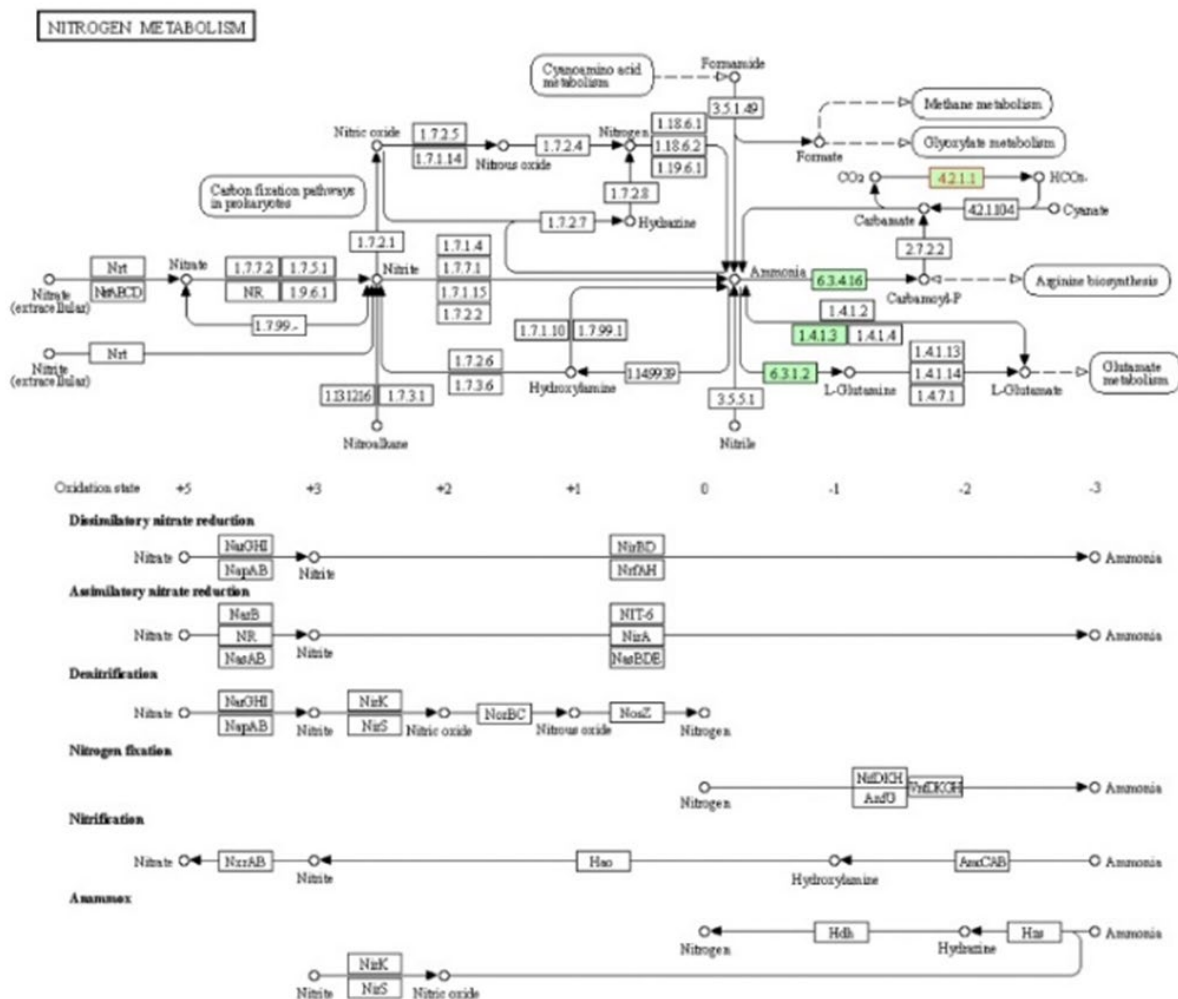 NITROGEN METABOLISM
Cyanoamino acid
metabolism
Formamide
3.5.1.49
Methane metabolism
Glyoxylate metabolism
Formate
Nitric oxide
1.7.2.5
1.7.1.14
Nitrous oxide
1.7.2.4
Nitrogen
1.18.6.1
1.18.6.2
1.19.6.1
CO2
4.2.1.1
HCO3-
Carbon fixation pathways
in prokaryotes
1.7.2.8
1.7.2.7
Hydrazine
Carbamate
4.2.1.104
Cyanate
1.7.2.1
2.7.2.2
Nrt
NrtABCD
Nitrate
(extracellular)
Nitrate
1.7.7.2
1.7.5.1
NR
1.9.6.1
Nitrite
1.7.1.4
1.7.7.1
1.7.1.15
1.7.2.2
Ammonia
6.3.4.16
Carbamoyl-P
Arginine biosynthesis
1.7.99.-
1.7.1.10
1.7.99.1
1.4.1.2
1.4.1.3
1.4.1.4
Nrt
Nitrite
(extracellular)
1.7.2.6
1.7.3.6
Hydroxylamine
1.14.99.39
6.3.1.2
L-Glutamine
1.4.1.13
1.4.1.14
1.4.7.1
L-Glutamate
Glutamate
metabolism
1.13.12.16
1.7.3.1
3.5.5.1
Nitroalkane
Nitrile
Oxidation state +5 +3 +2 +1 0 -1 -2 -3
Dissimilatory nitrate reduction
NarGHI NirBD
Nitrate Nitrite Ammonia
NapAB NrfAH
Assimilatory nitrate reduction
NarB NIT-6
Nitrate NR Nitrite NirA Ammonia
NasAB NasBDE
Denitrification
NarGHI NirK
Nitrate NorBC NosZ
NapAB Nitrite NirS Nitric oxide Nitrous oxide Nitrogen
Nitrogen fixation
NifDKH VnfDKGH Ammonia
Nitrogen AnfG
Nitrification
Nitrate NxrAB Hao AmoCAB Ammonia
Nitrite Hydroxylamine
Anammox
Hdh Hzs Ammonia
Nitrogen Hydrazine
NirK
Nitrite NirS Nitric oxide